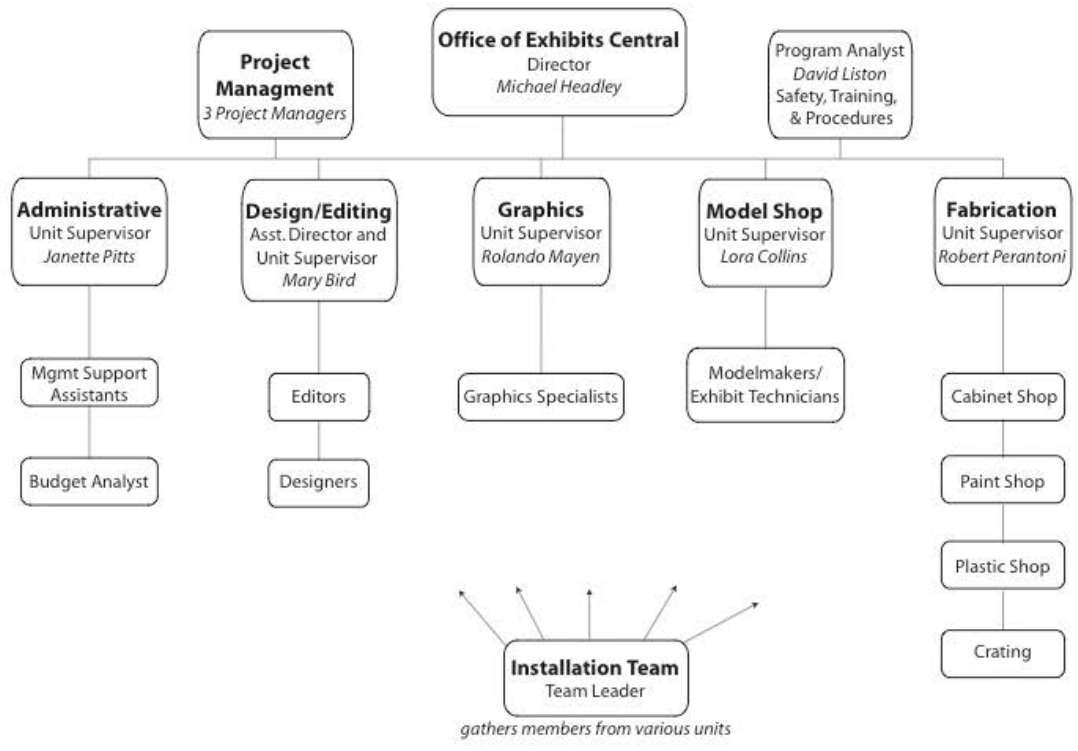 Project
Managment
3 Project Managers
Office of Exhibits Central
Director
Michael Headley
Program Analyst
David Liston
Safety, Training,
& Procedures
Administrative
Unit Supervisor
Janette Pitts
Design/Editing
Asst. Director and
Unit Supervisor
Mary Bird
Graphics
Unit Supervisor
Rolando Mayen
Model Shop
Unit Supervisor
Lora Collins
Fabrication
Unit Supervisor
Robert Perantoni
Mgmt Support
Assistants
Editors
Graphics Specialists
Modelmakers/
Exhibit Technicians
Cabinet Shop
Budget Analyst
Designers
Paint Shop
Plastic Shop
Crating
Installation Team
Team Leader
gathers members from various units